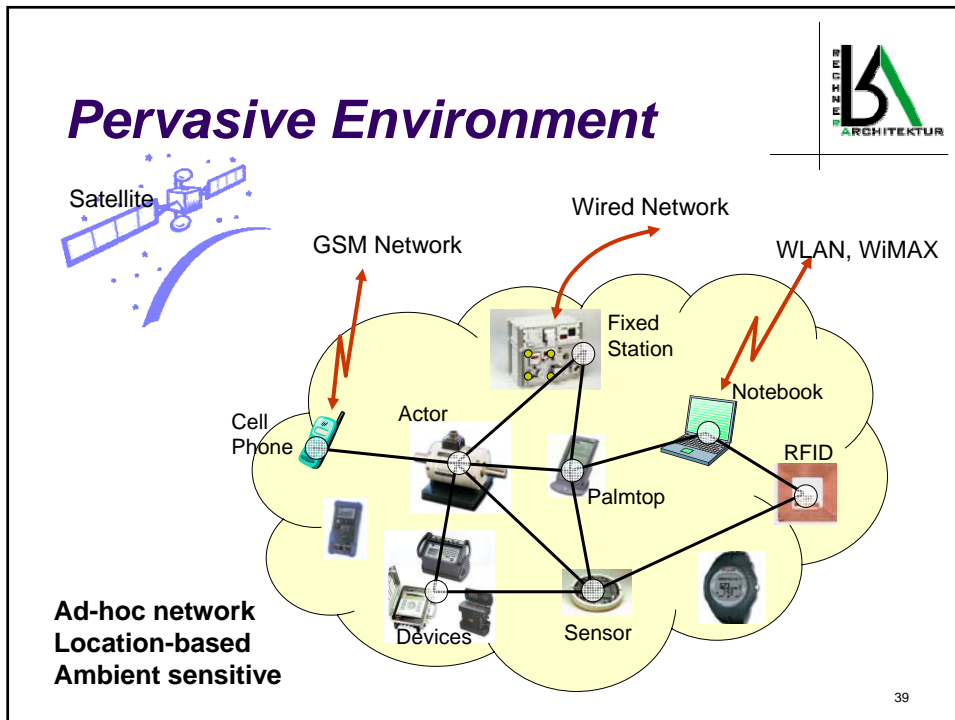 Pervasive Environment
RECHNER
ARCHITEKTUR
Satellite
GSM Network
Wired Network
WLAN, WiMAX
Fixed
Station
Notebook
Cell
Phone
Actor
RFID
Palmtop
Devices
Sensor
Ad-hoc network
Location-based
Ambient sensitive
39